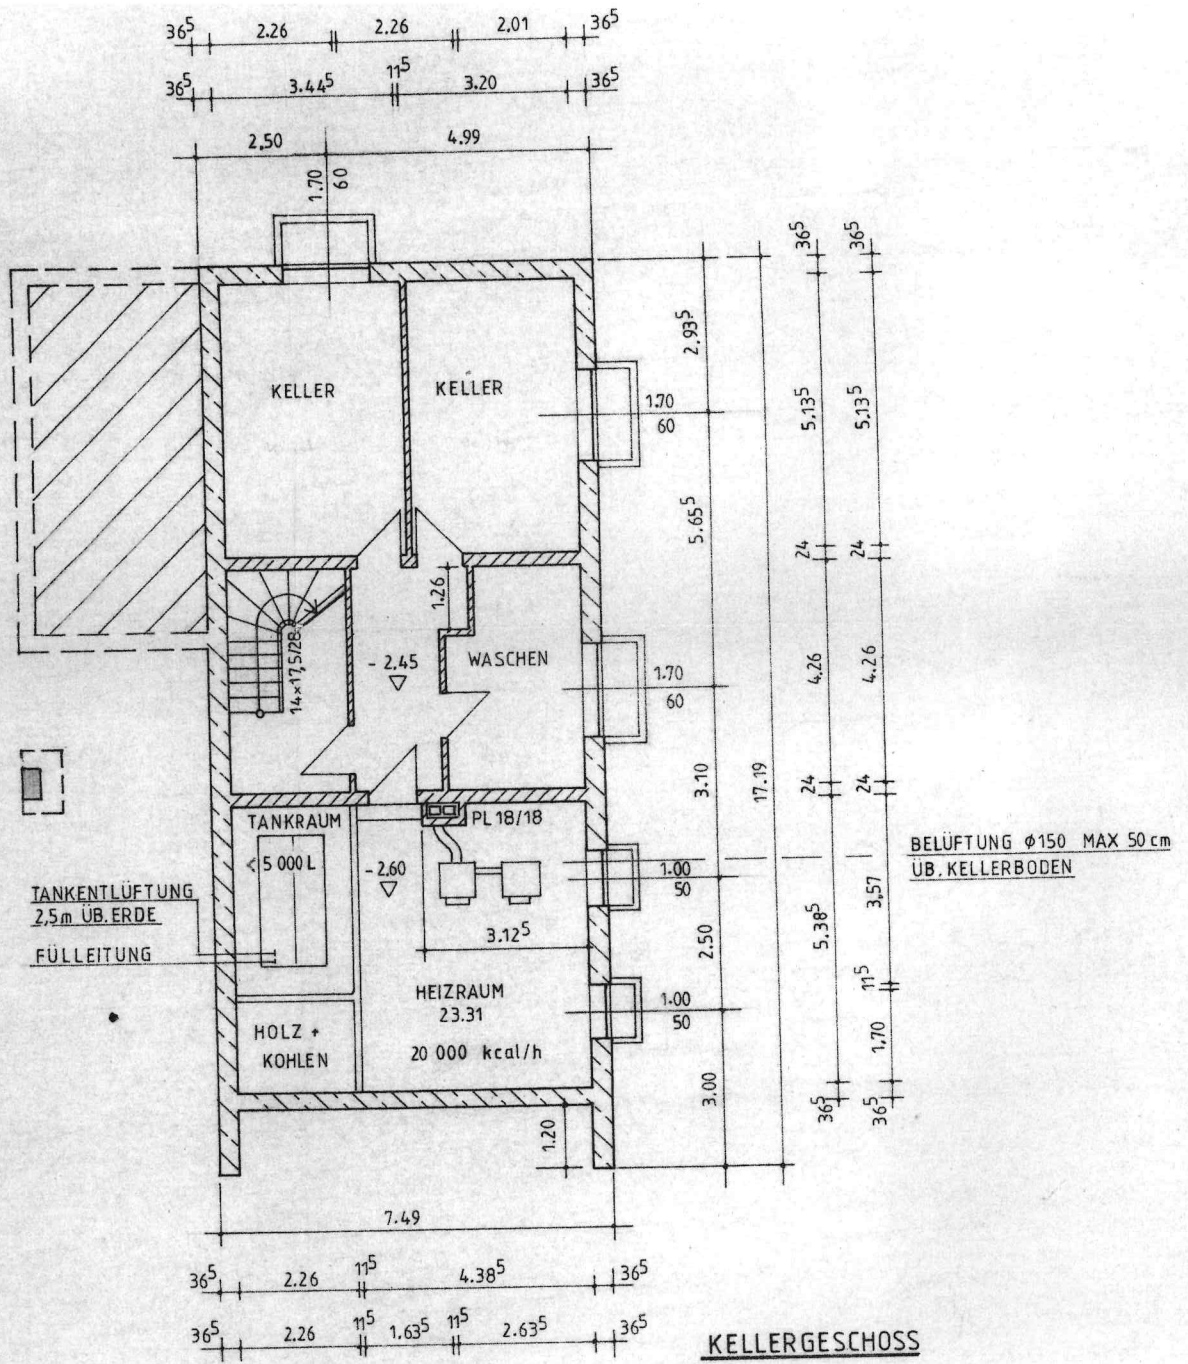 36⁵ 2.26 2.26 2,01 36⁵
11⁵
36⁵ 3.44⁵ 3.20 36⁵
2,50 4.99
1.70
60
36⁵ 36⁵
2,93⁵
KELLER KELLER
1.70
60
5,13⁵ 5,13⁵
5.65⁵
24 24
1.26
14×17,5/28
- 2,45
WASCHEN
1.70
60
4.26 4.26
3.10
17.19
24 24
TANKRAUM
PL 18/18
5 000 L
- 2,60
1.00
50
BELÜFTUNG ϕ150 MAX 50 cm
ÜB. KELLERBODEN
TANKENTLÜFTUNG
2,5m ÜB. ERDE
FÜLLEITUNG
3.12⁵
2.50
5.38⁵
3,57
HEIZRAUM
23.31
20 000 kcal/h
1.00
50
11⁵
HOLZ +
KOHLEN
1,70
3.00
36⁵ 36⁵
1.20
7.49
11⁵
36⁵ 2.26 4.38⁵ 36⁵
11⁵ 11⁵
36⁵ 2.26 1.63⁵ 2.63⁵ 36⁵
KELLERGESCHOSS